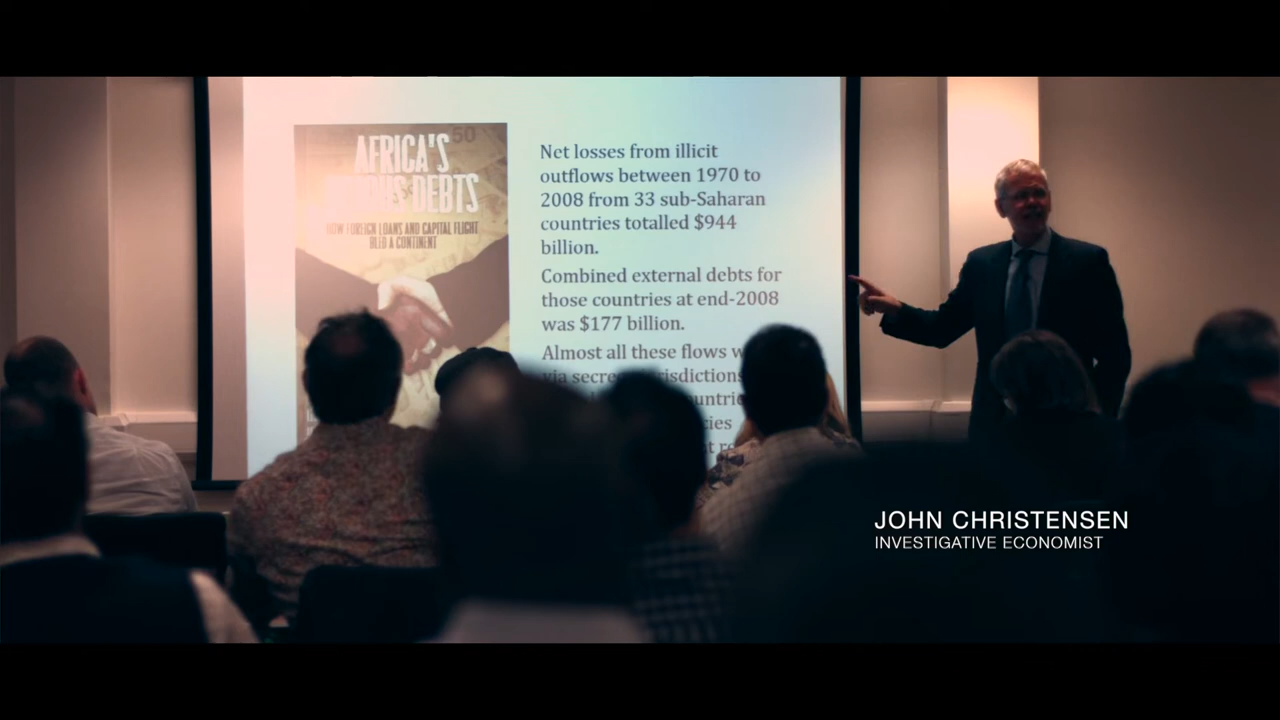 50
AFRICA'S
DEBTS
HOW FOREIGN LOANS AND CAPITAL FLIGHT
BLED A CONTINENT
Net losses from illicit
outflows between 1970 to
2008 from 33 sub-Saharan
countries totalled $944
billion.
Combined external debts for
those countries at end-2008
was $177 billion.
Almost all these flows
via
JOHN CHRISTENSEN
INVESTIGATIVE ECONOMIST